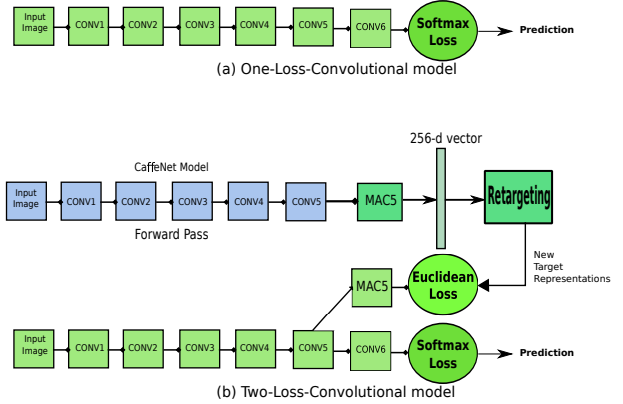 Input
Image
CONV1
CONV2
CONV3
CONV4
CONV5
CONV6
Softmax
Loss
Prediction
(a) One-Loss-Convolutional model
256-d vector
CaffeNet Model
Input
Image
CONV1
CONV2
CONV3
CONV4
CONV5
MAC5
Retargeting
Forward Pass
New
Target
Representations
MAC5
Euclidean
Loss
Input
Image
CONV1
CONV2
CONV3
CONV4
CONV5
CONV6
Softmax
Loss
Prediction
(b) Two-Loss-Convolutional model